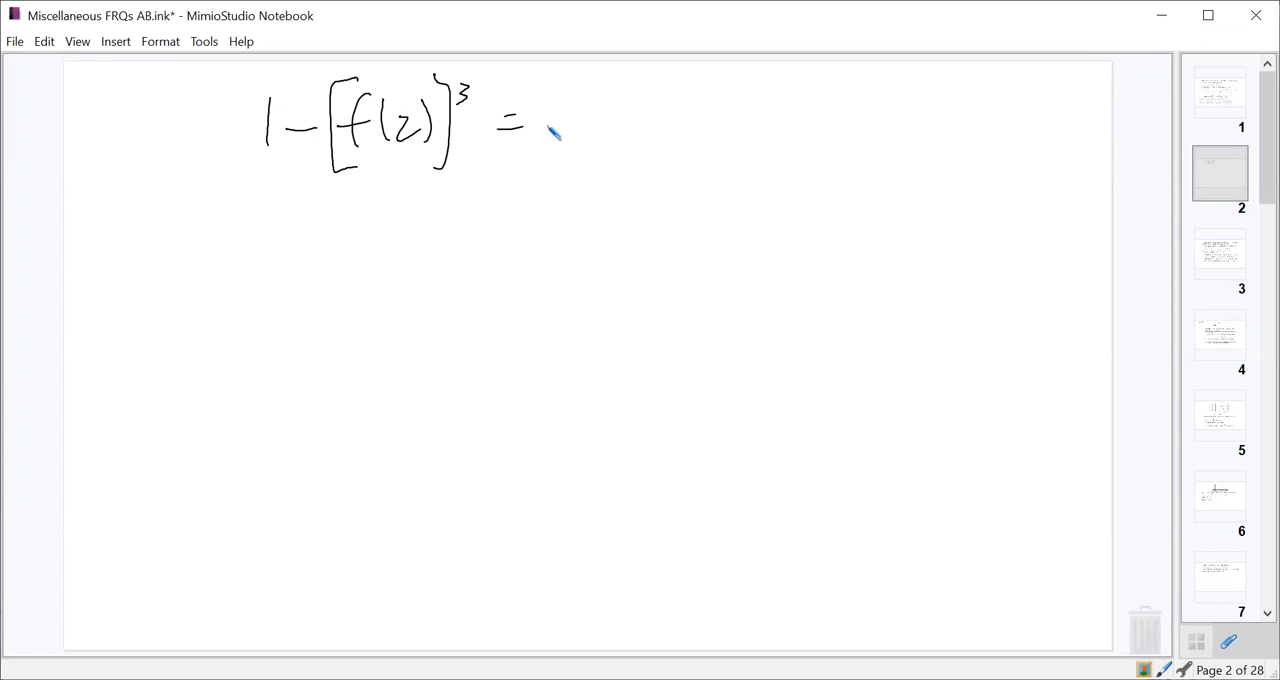 Miscellaneous FRQs AB.ink* - MimioStudio Notebook
File Edit View Insert Format Tools Help
1 - [f(2)]³ =
1
2
3
4
5
6
7
Page 2 of 28